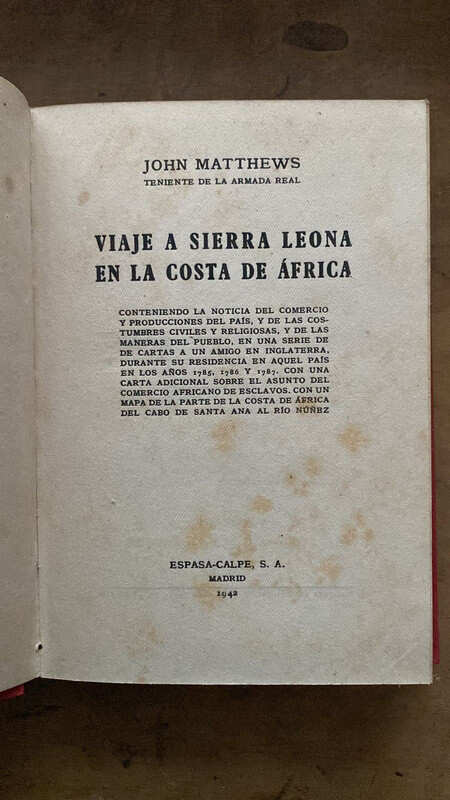 JOHN MATTHEWS
TENIENTE DE LA ARMADA REAL
VIAJE A SIERRA LEONA
EN LA COSTA DE ÁFRICA
CONTENIENDO LA NOTICIA DEL COMERCIO
Y PRODUCCIONES DEL PAÍS, Y DE LAS COS-
TUMBRES CIVILES Y RELIGIOSAS, Y DE LAS
MANERAS DEL PUEBLO, EN UNA SERIE DE
DE CARTAS A UN AMIGO EN INGLATERRA,
DURANTE SU RESIDENCIA EN AQUEL PAÍS
EN LOS AÑOS 1785, 1786 Y 1787. CON UNA
CARTA ADICIONAL SOBRE EL ASUNTO DEL
COMERCIO AFRICANO DE ESCLAVOS. CON UN
MAPA DE LA PARTE DE LA COSTA DE ÁFRICA
DEL CABO DE SANTA ANA AL RÍO NÚÑEZ
ESPASA-CALPE, S. A.
MADRID
1942